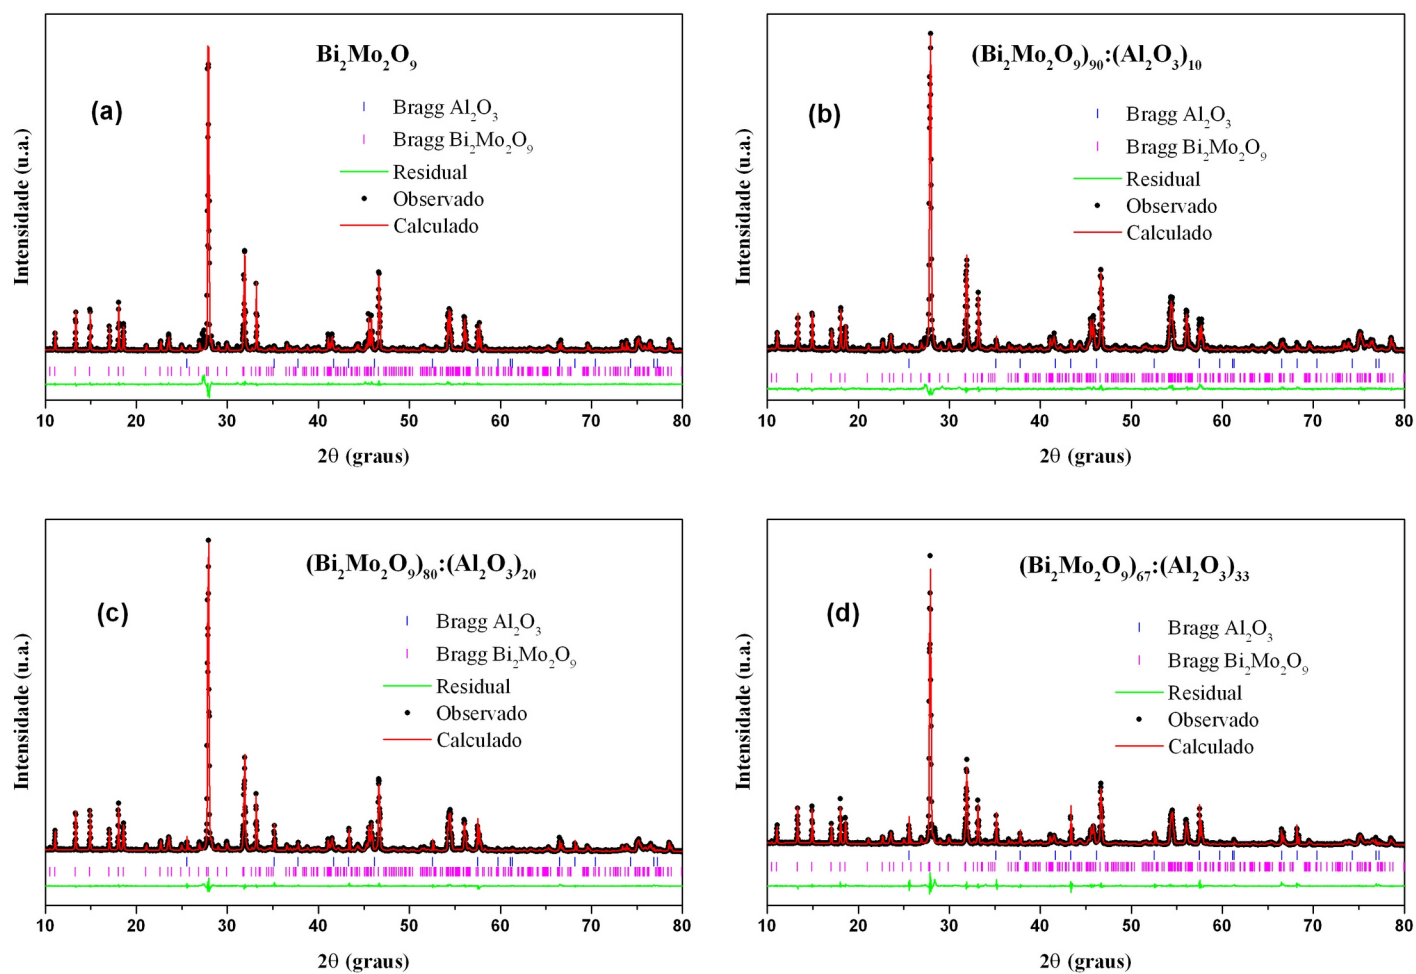 Bi₂Mo₂O₉
(a)
Bragg Al₂O₃
Bragg Bi₂Mo₂O₉
Residual
Observado
Calculado
Intensidade (u.a.)
10 20 30 40 50 60 70 80
2θ (graus)
(Bi₂Mo₂O₉)₉₀:(Al₂O₃)₁₀
(b)
Bragg Al₂O₃
Bragg Bi₂Mo₂O₉
Residual
Observado
Calculado
Intensidade (u.a.)
10 20 30 40 50 60 70 80
2θ (graus)
(Bi₂Mo₂O₉)₈₀:(Al₂O₃)₂₀
(c)
Bragg Al₂O₃
Bragg Bi₂Mo₂O₉
Residual
Observado
Calculado
Intensidade (u.a.)
10 20 30 40 50 60 70 80
2θ (graus)
(Bi₂Mo₂O₉)₆₇:(Al₂O₃)₃₃
(d)
Bragg Al₂O₃
Bragg Bi₂Mo₂O₉
Residual
Observado
Calculado
Intensidade (u.a.)
10 20 30 40 50 60 70 80
2θ (graus)